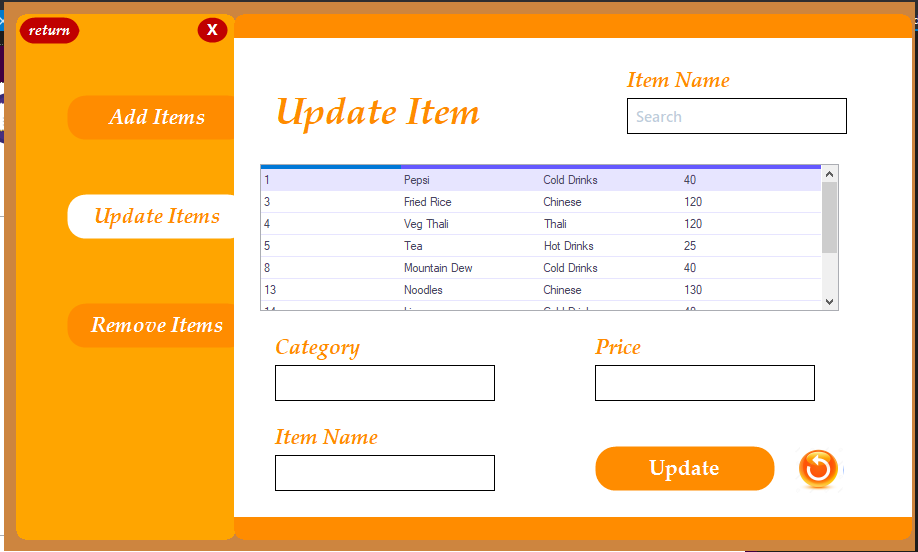 return
X
Add Items
Update Items
Remove Items
Update Item
Item Name
Search
1 Pepsi Cold Drinks 40
3 Fried Rice Chinese 120
4 Veg Thali Thali 120
5 Tea Hot Drinks 25
8 Mountain Dew Cold Drinks 40
13 Noodles Chinese 130
Category
Price
Item Name
Update